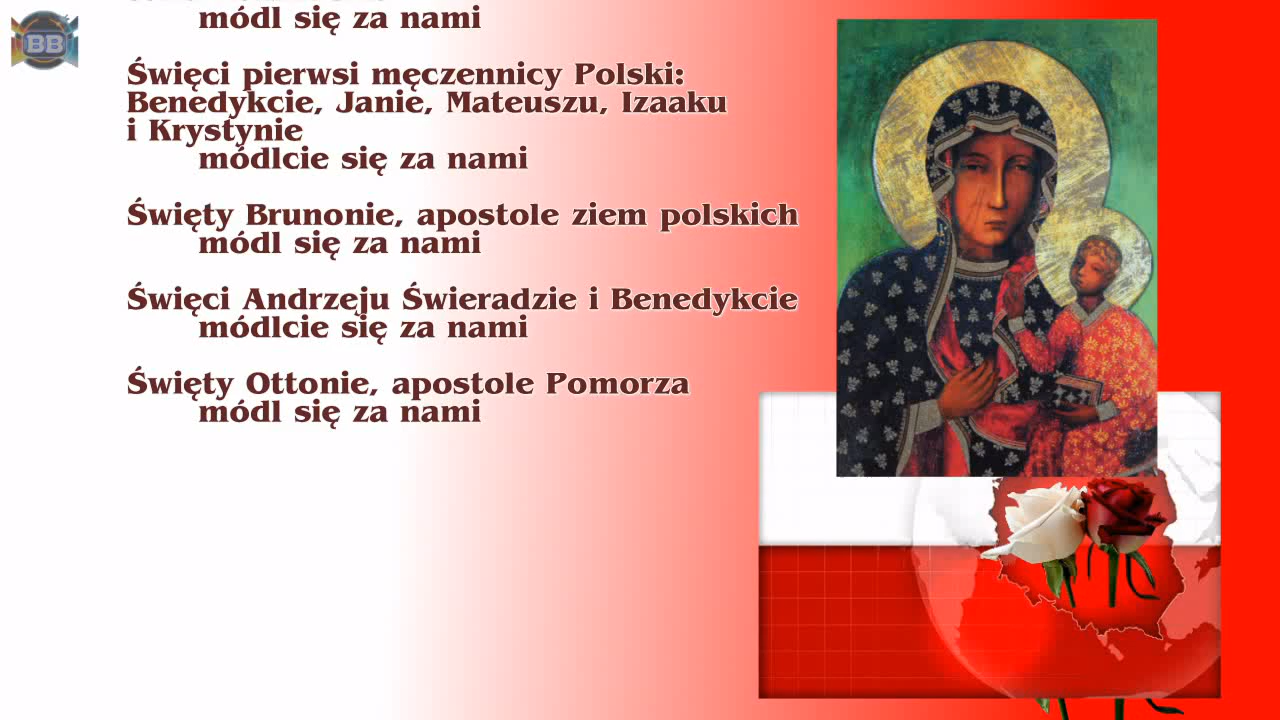 BB
módl się za nami
Święci pierwsi męczennicy Polski:
Benedykcie, Janie, Mateuszu, Izaaku
i Krystynie
módlcie się za nami
Święty Brunonie, apostole ziem polskich
módl się za nami
Święci Andrzeju Świeradzie i Benedykcie
módlcie się za nami
Święty Ottonie, apostole Pomorza
módl się za nami